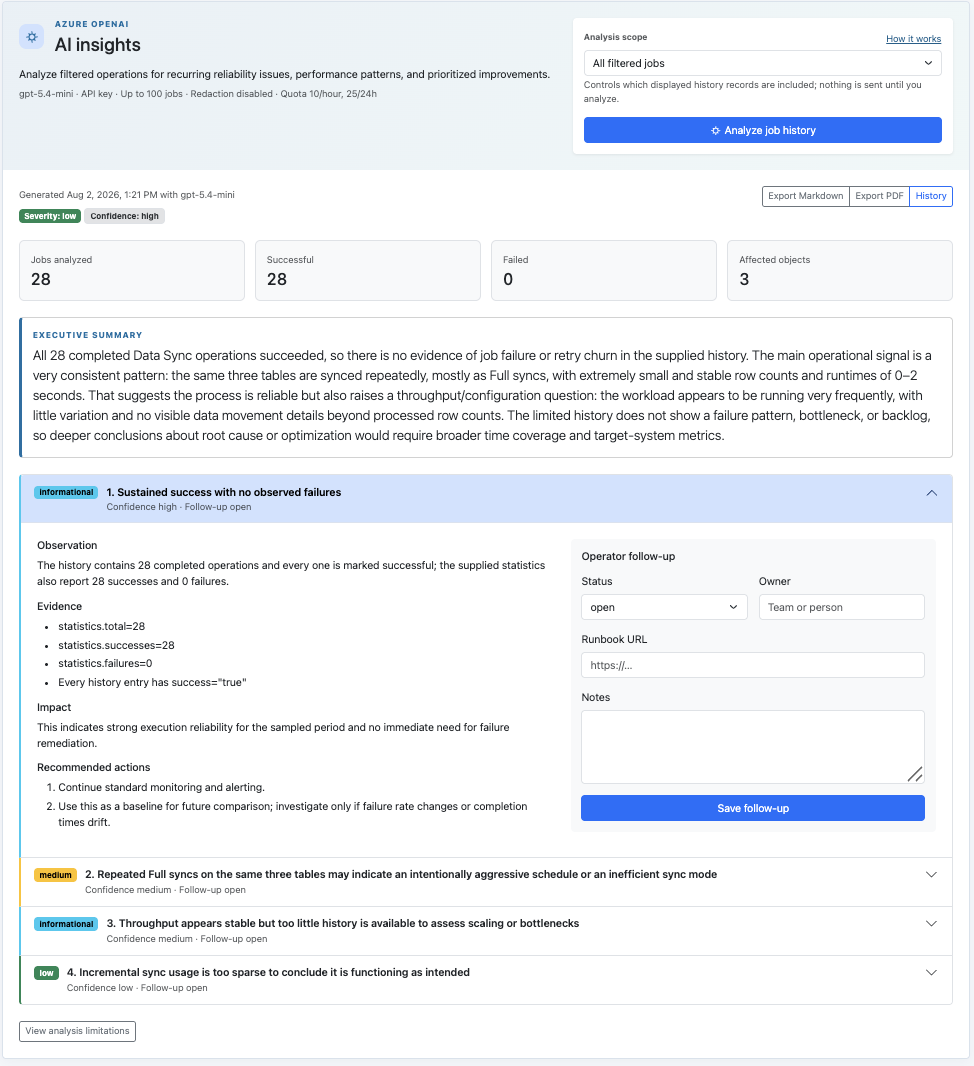 AZURE OPENAI
AI insights
Analyze filtered operations for recurring reliability issues, performance patterns, and prioritized improvements.
gpt-5.4-mini · API key · Up to 100 jobs · Redaction disabled · Quota 10/hour, 25/24h
Analysis scope
How it works
All filtered jobs
Controls which displayed history records are included; nothing is sent until you
analyze.
Analyze job history
Generated Aug 2, 2026, 1:21 PM with gpt-5.4-mini
Severity: low
Confidence: high
Export Markdown
Export PDF
History
Jobs analyzed
28
Successful
28
Failed
0
Affected objects
3
EXECUTIVE SUMMARY
All 28 completed Data Sync operations succeeded, so there is no evidence of job failure or retry churn in the supplied history. The main operational signal is a
very consistent pattern: the same three tables are synced repeatedly, mostly as Full syncs, with extremely small and stable row counts and runtimes of 0–2
seconds. That suggests the process is reliable but also raises a throughput/configuration question: the workload appears to be running very frequently, with
little variation and no visible data movement details beyond processed row counts. The limited history does not show a failure pattern, bottleneck, or backlog,
so deeper conclusions about root cause or optimization would require broader time coverage and target-system metrics.
informational
1. Sustained success with no observed failures
Confidence high · Follow-up open
Observation
The history contains 28 completed operations and every one is marked successful; the supplied statistics
also report 28 successes and 0 failures.
Evidence
• statistics.total=28
• statistics.successes=28
• statistics.failures=0
• Every history entry has success="true"
Impact
This indicates strong execution reliability for the sampled period and no immediate need for failure
remediation.
Recommended actions
1. Continue standard monitoring and alerting.
2. Use this as a baseline for future comparison; investigate only if failure rate changes or completion
times drift.
Operator follow-up
Status
Owner
open
Team or person
Runbook URL
https://...
Notes
Save follow-up
medium
2. Repeated Full syncs on the same three tables may indicate an intentionally aggressive schedule or an inefficient sync mode
Confidence medium · Follow-up open
informational
3. Throughput appears stable but too little history is available to assess scaling or bottlenecks
Confidence medium · Follow-up open
low
4. Incremental sync usage is too sparse to conclude it is functioning as intended
Confidence low · Follow-up open
View analysis limitations